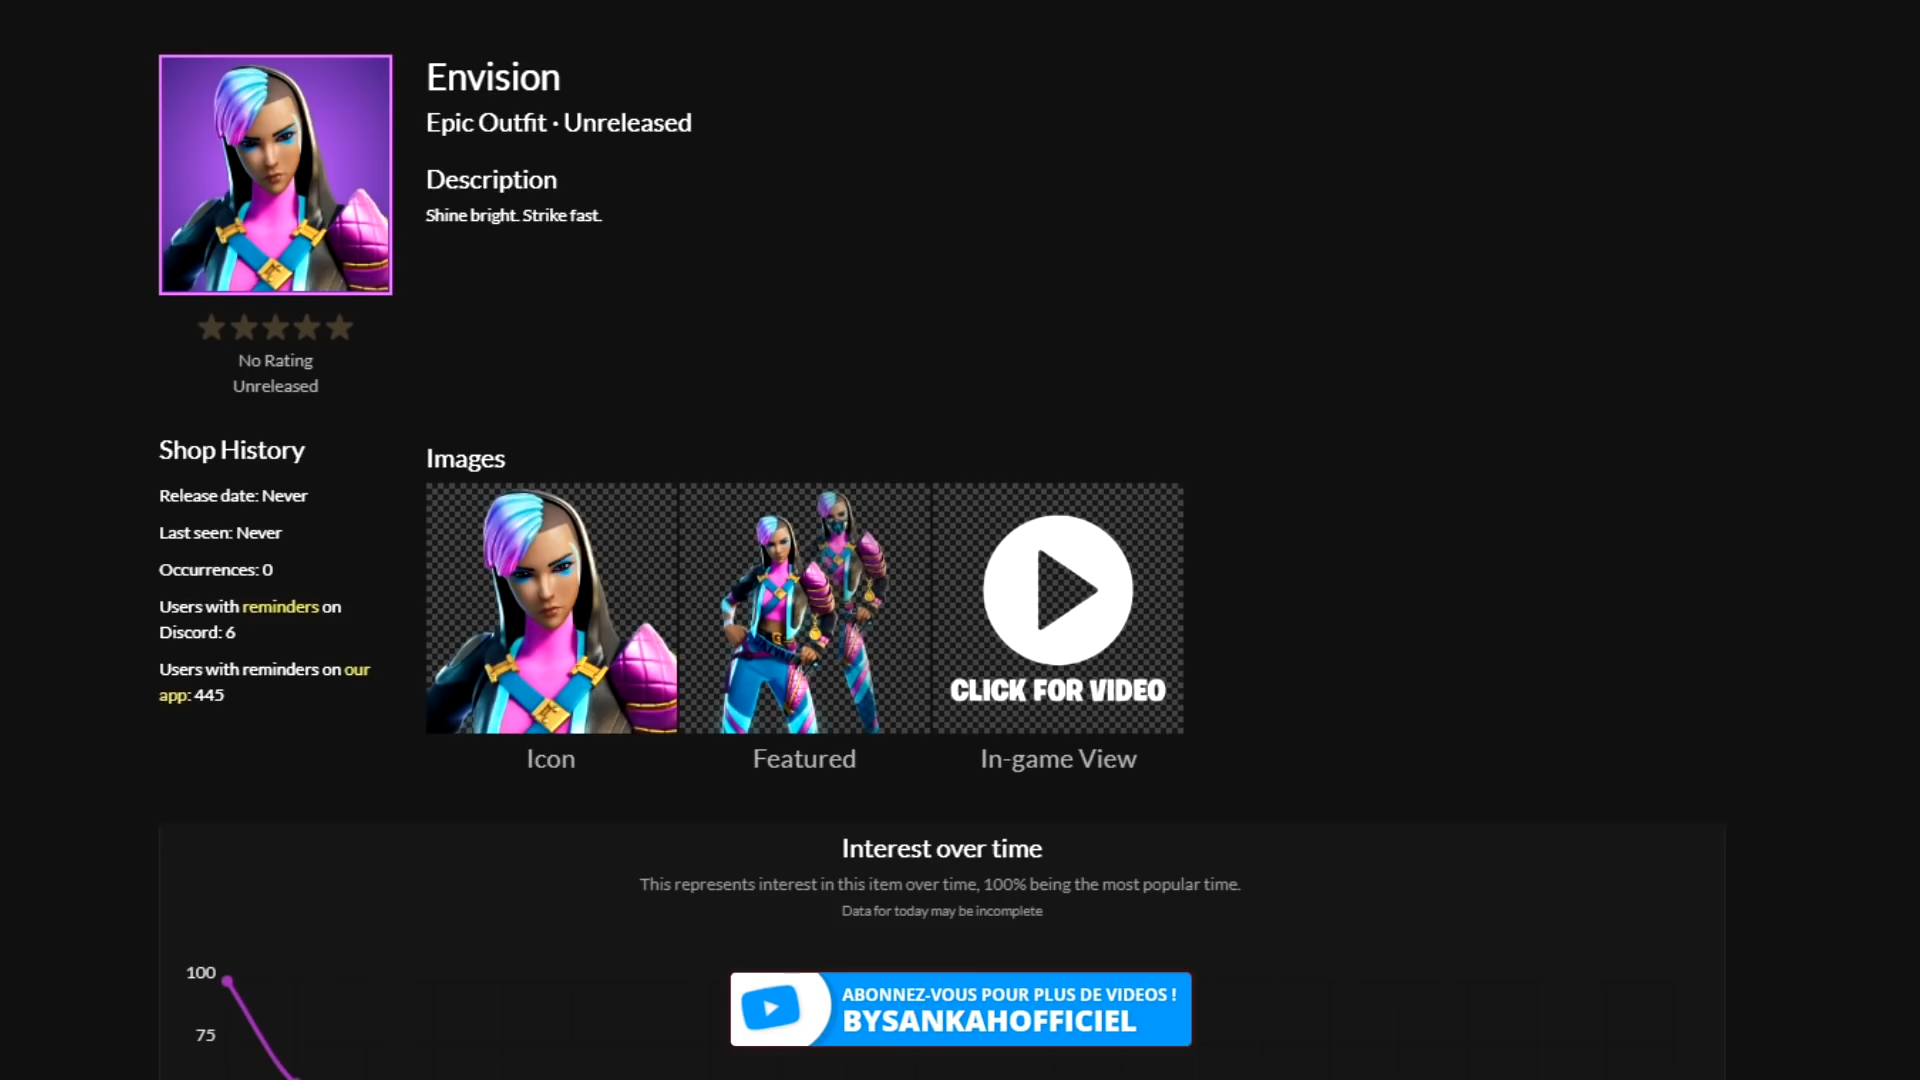 Envision
Epic Outfit · Unreleased
Description
Shine bright. Strike fast.
No Rating
Unreleased
Shop History
Release date: Never
Last seen: Never
Occurrences: 0
Users with reminders on
Discord: 6
Users with reminders on our
app: 445
Images
CLICK FOR VIDEO
Icon
Featured
In-game View
Interest over time
This represents interest in this item over time, 100% being the most popular time.
Data for today may be incomplete
100
75
ABONNEZ-VOUS POUR PLUS DE VIDEOS !
BYSANKAHOFFICIEL